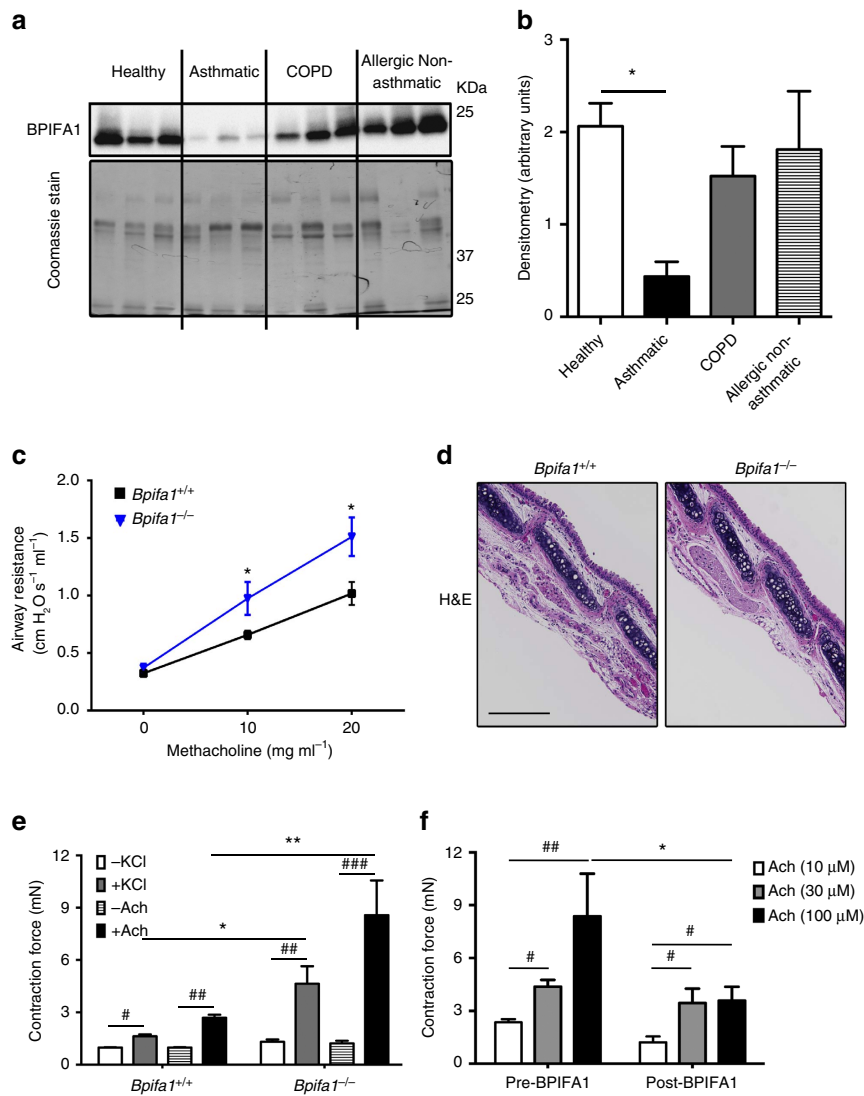 a
Healthy
Asthmatic
COPD
Allergic Non-
asthmatic
KDa
BPIFA1
25
Coomassie stain
37
25
b
Densitometry (arbitrary units)
3
2
1
0
*
Healthy
Asthmatic
COPD
Allergic non-
asthmatic
c
Airway resistance
(cm H₂O s⁻¹ ml⁻¹)
2.0
1.5
1.0
0.5
0.0
Bpifa1⁺/⁺
Bpifa1⁻/⁻
*
*
0 10 20
Methacholine (mg ml⁻¹)
d
Bpifa1⁺/⁺
Bpifa1⁻/⁻
H&E
e
Contraction force (mN)
12
9
6
3
0
–KCl
+KCl
–Ach
+Ach
**
###
*
##
#
##
Bpifa1⁺/⁺
Bpifa1⁻/⁻
f
Contraction force (mN)
12
9
6
3
0
##
*
#
#
#
Ach (10 µM)
Ach (30 µM)
Ach (100 µM)
Pre-BPIFA1
Post-BPIFA1